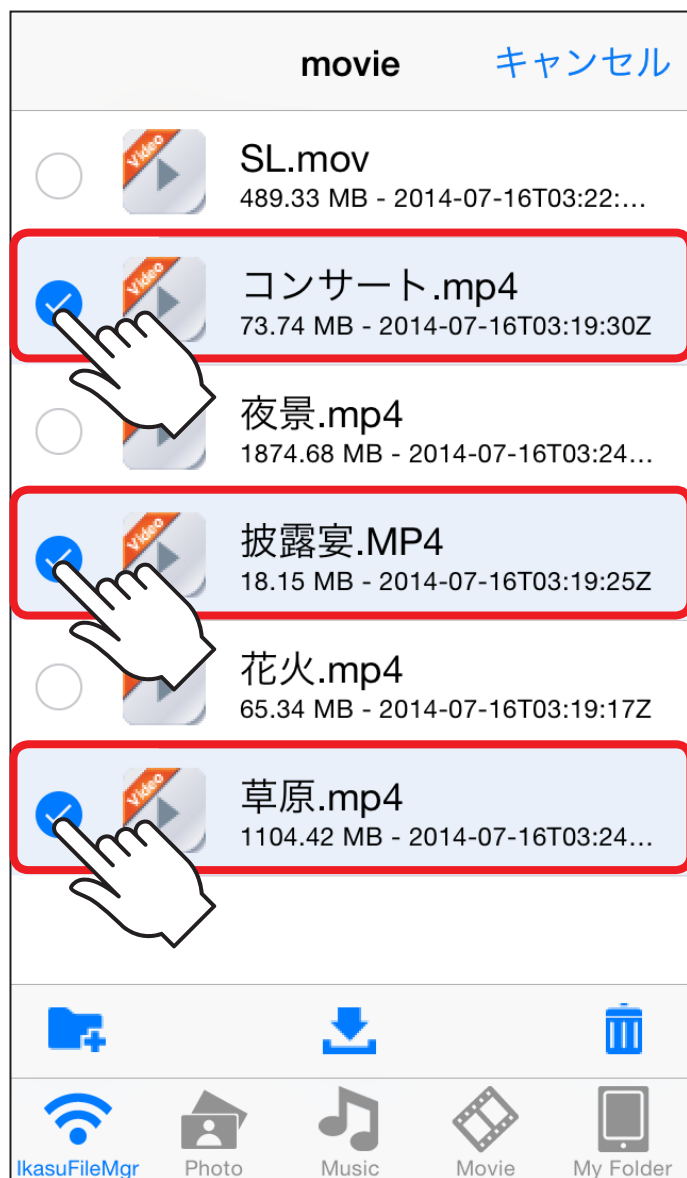 movie キャンセル
Video
SL.mov
489.33 MB - 2014-07-16T03:22:...
Video
コンサート.mp4
73.74 MB - 2014-07-16T03:19:30Z
夜景.mp4
1874.68 MB - 2014-07-16T03:24...
Video
披露宴.MP4
18.15 MB - 2014-07-16T03:19:25Z
花火.mp4
65.34 MB - 2014-07-16T03:19:17Z
Video
草原.mp4
1104.42 MB - 2014-07-16T03:24...
IkasuFileMgr Photo Music Movie My Folder